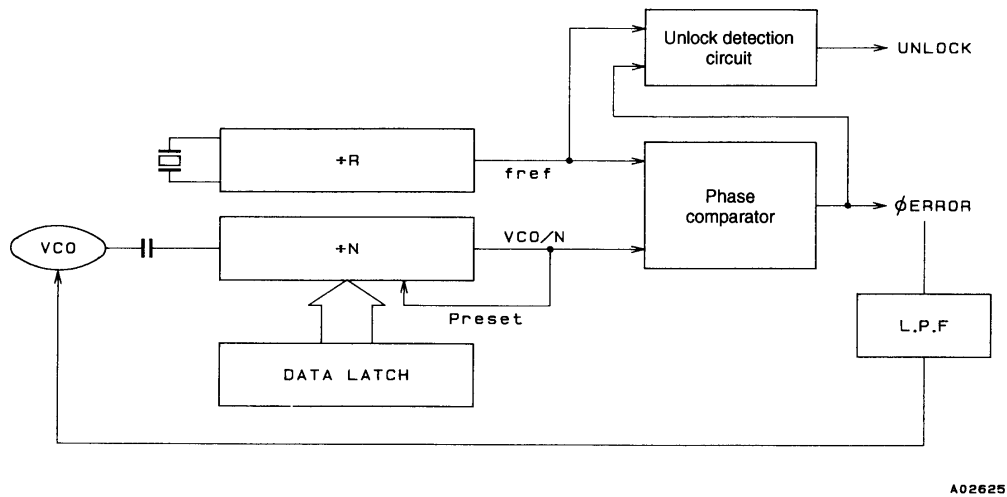 Unlock detection
circuit
UNLOCK
÷R
fref
Phase
comparator
øERROR
VCO
÷N
VCO/N
Preset
L.P.F
DATA LATCH
A02625